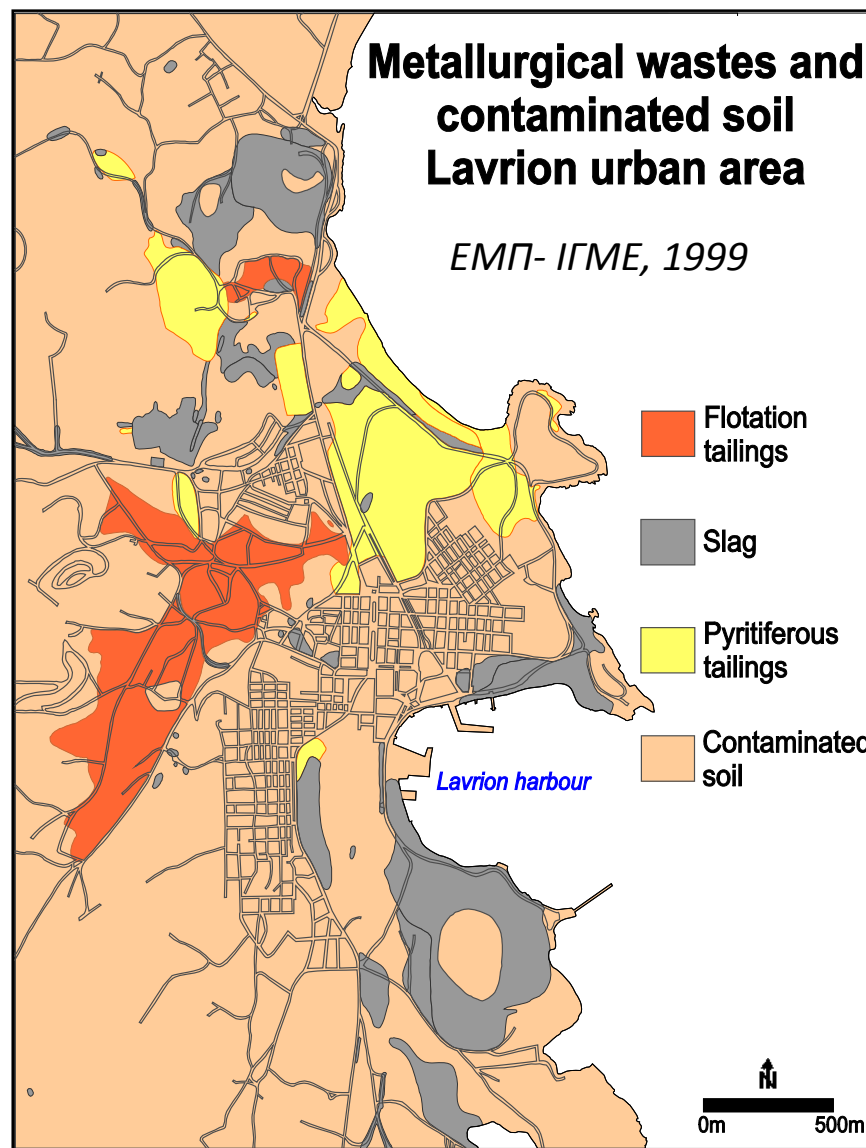 Metallurgical wastes and
contaminated soil
Lavrion urban area
ΕΜΠ- ΙΓΜΕ, 1999
Flotation
tailings
Slag
Pyritiferous
tailings
Contaminated
soil
Lavrion harbour
N
0m 500m